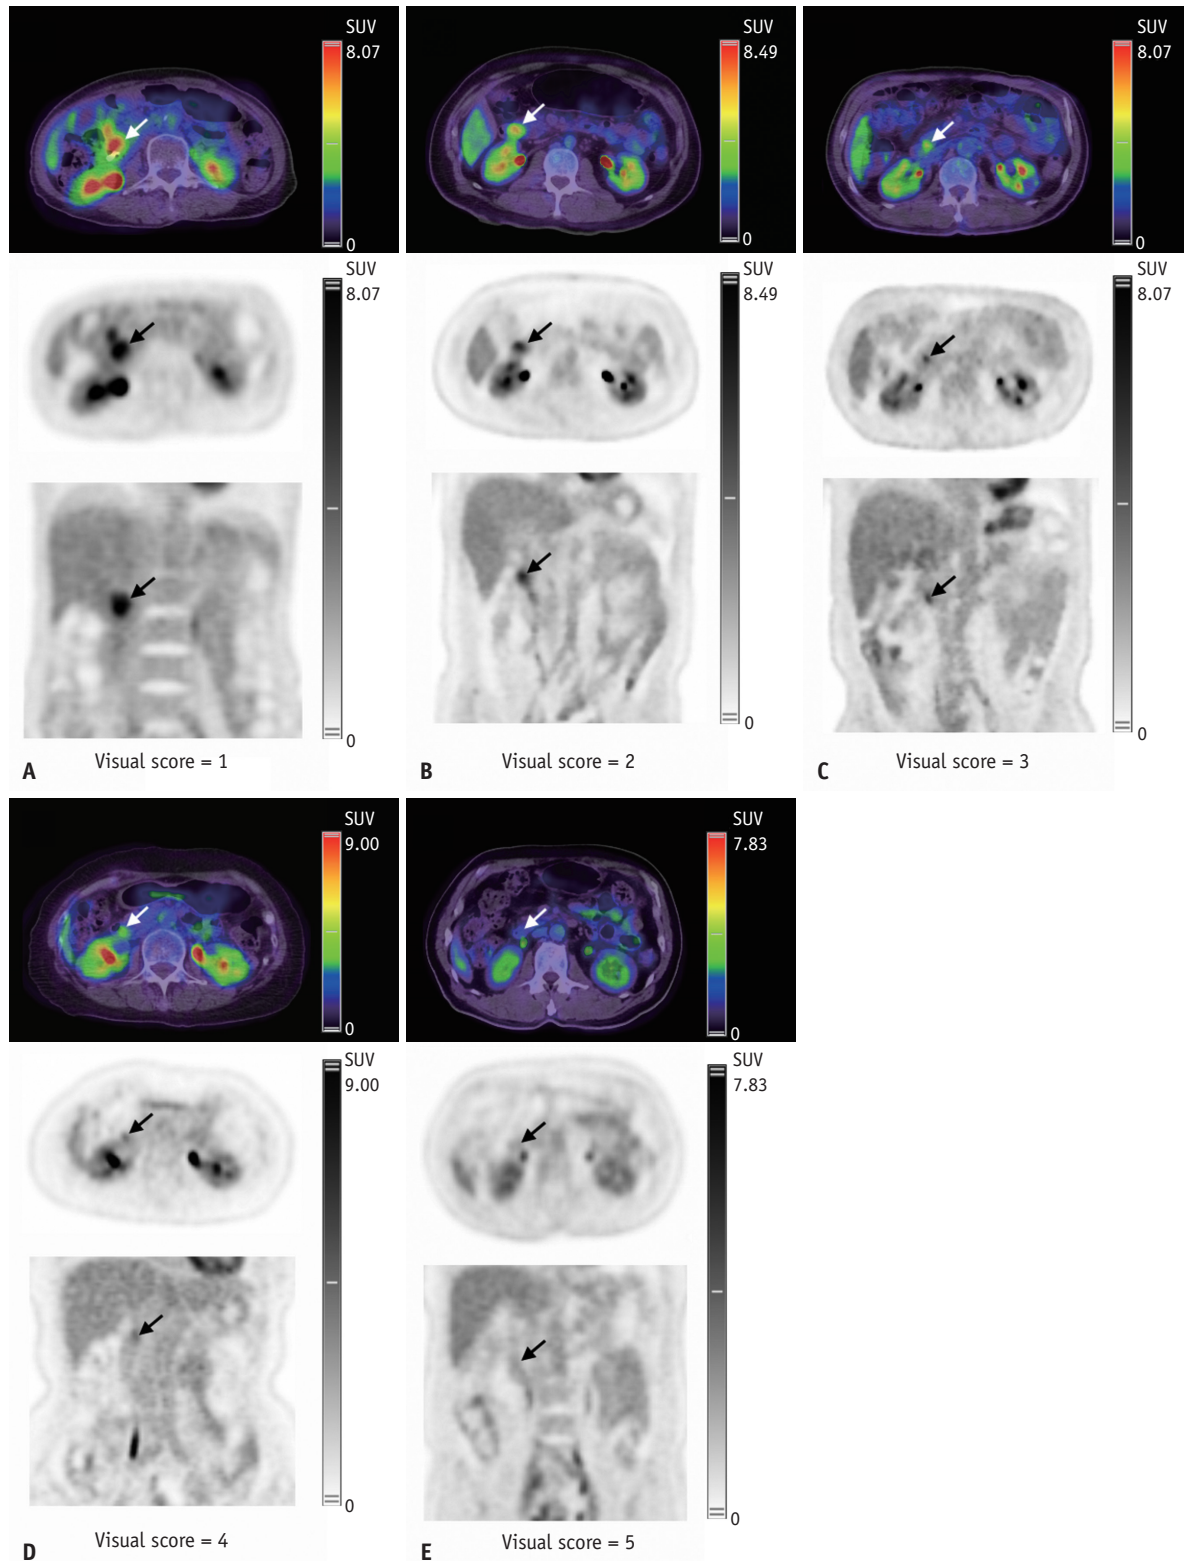 SUV
8.07
0
SUV
8.49
0
SUV
8.07
0
SUV
8.07
0
SUV
8.49
0
SUV
8.07
0
A Visual score = 1
B Visual score = 2
C Visual score = 3
SUV
9.00
0
SUV
7.83
0
SUV
9.00
0
SUV
7.83
0
D Visual score = 4
E Visual score = 5